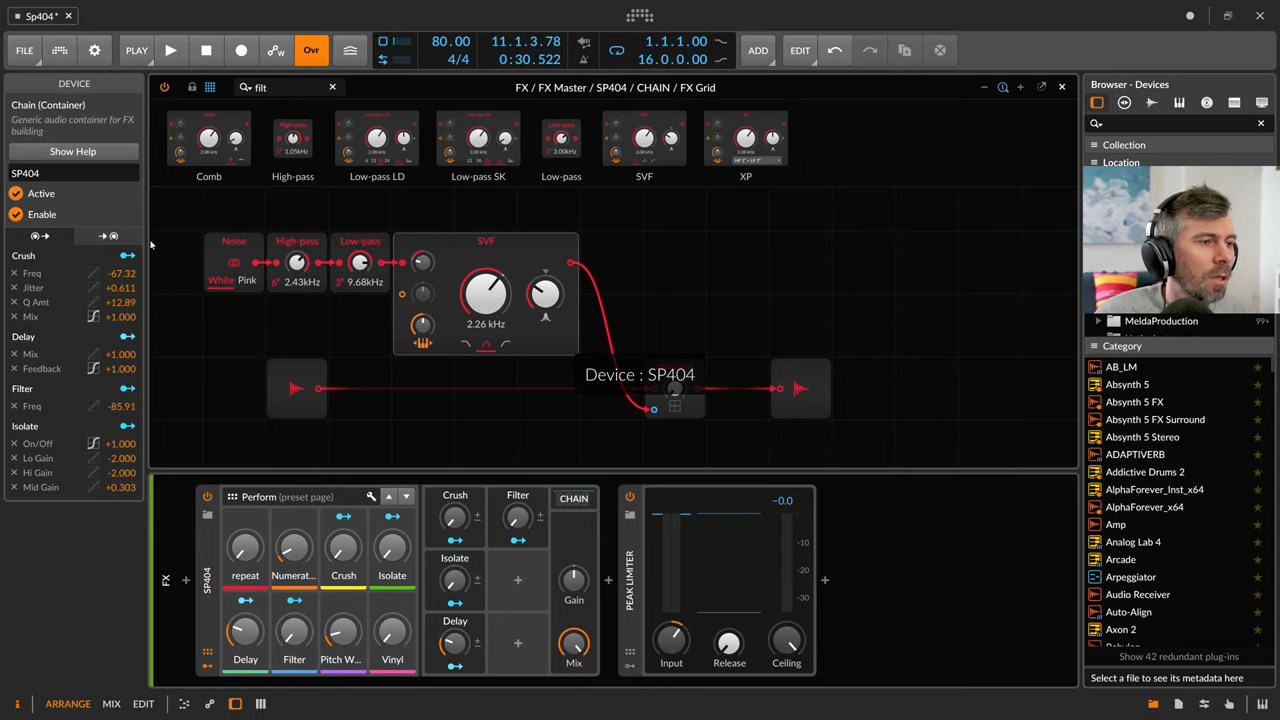 Sp404*
FILE
PLAY
Ovr
80.00
4/4
11.1.3.78
0:30.522
1.1.1.00
16.0.0.00
ADD
EDIT
DEVICE
Chain (Container)
Generic audio container for FX
building
Show Help
SP404
Active
Enable
Crush
Freq -67.32
Jitter +0.611
Q Amt +12.89
Mix +1.000
Delay
Mix +1.000
Feedback +1.000
Filter
Freq -85.91
Isolate
On/Off +1.000
Lo Gain -2.000
Hi Gain -2.000
Mid Gain +0.303
filt
FX / FX Master / SP404 / CHAIN / FX Grid
Comb
High-pass
Low-pass LD
Low-pass SK
Low-pass
SVF
XP
Noise
White Pink
High-pass
6" 2.43kHz
Low-pass
3" 9.68kHz
SVF
2.26 kHz
Device : SP404
FX
SP404
Perform (preset page)
repeat
Numerat...
Crush
Isolate
Delay
Filter
Pitch W...
Vinyl
Crush
Filter
Isolate
Delay
CHAIN
Gain
Mix
PEAK LIMITER
-0.0
-10
-20
-30
Input
Release
Ceiling
Browser - Devices
Collection
Location
MeldaProduction 99+
Category
AB_LM
Absynth 5
Absynth 5 FX
Absynth 5 FX Surround
Absynth 5 Stereo
ADAPTIVERB
Addictive Drums 2
AlphaForever_Inst_x64
AlphaForever_x64
Amp
Analog Lab 4
Arcade
Arpeggiator
Audio Receiver
Auto-Align
Axon 2
Show 42 redundant plug-ins
Select a file to see its metadata here
ARRANGE
MIX
EDIT